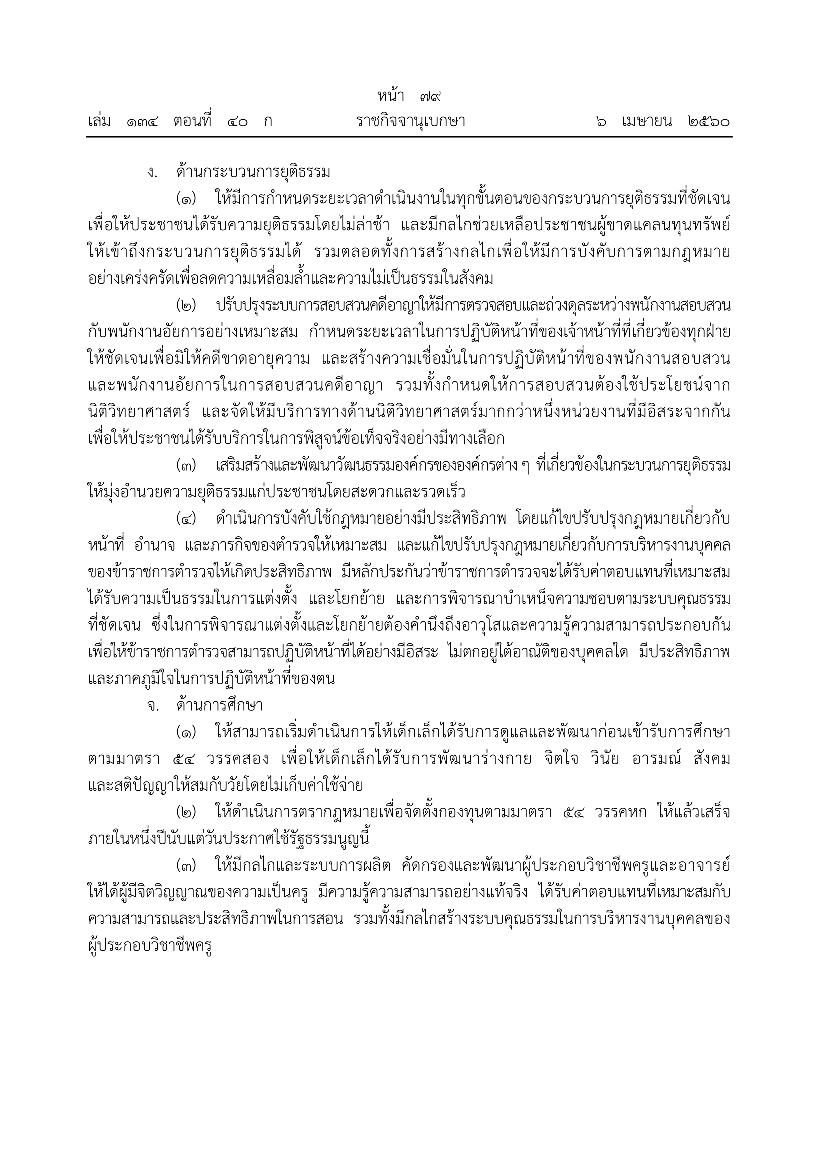 หน้า ๗๙
เล่ม ๑๓๔ ตอนที่ ๔๐ ก ราชกิจจานุเบกษา ๖ เมษายน ๒๕๖๐
ง. ด้านกระบวนการยุติธรรม
(๑) ให้มีการกำหนดระยะเวลาดำเนินงานในทุกขั้นตอนของกระบวนการยุติธรรมที่ชัดเจน
เพื่อให้ประชาชนได้รับความยุติธรรมโดยไม่ล่าช้า และมีกลไกช่วยเหลือประชาชนผู้ขาดแคลนทุนทรัพย์
ให้เข้าถึงกระบวนการยุติธรรมได้ รวมตลอดทั้งการสร้างกลไกเพื่อให้มีการบังคับการตามกฎหมาย
อย่างเคร่งครัดเพื่อลดความเหลื่อมล้ำและความไม่เป็นธรรมในสังคม
(๒) ปรับปรุงระบบการสอบสวนคดีอาญาให้มีการตรวจสอบและถ่วงดุลระหว่างพนักงานสอบสวน
กับพนักงานอัยการอย่างเหมาะสม กำหนดระยะเวลาในการปฏิบัติหน้าที่ของเจ้าหน้าที่ที่เกี่ยวข้องทุกฝ่าย
ให้ชัดเจนเพื่อมิให้คดีขาดอายุความ และสร้างความเชื่อมั่นในการปฏิบัติหน้าที่ของพนักงานสอบสวน
และพนักงานอัยการในการสอบสวนคดีอาญา รวมทั้งกำหนดให้การสอบสวนต้องใช้ประโยชน์จาก
นิติวิทยาศาสตร์ และจัดให้มีบริการทางด้านนิติวิทยาศาสตร์มากกว่าหนึ่งหน่วยงานที่มีอิสระจากกัน
เพื่อให้ประชาชนได้รับบริการในการพิสูจน์ข้อเท็จจริงอย่างมีทางเลือก
(๓) เสริมสร้างและพัฒนาวัฒนธรรมองค์กรขององค์กรต่าง ๆ ที่เกี่ยวข้องในกระบวนการยุติธรรม
ให้มุ่งอำนวยความยุติธรรมแก่ประชาชนโดยสะดวกและรวดเร็ว
(๔) ดำเนินการบังคับใช้กฎหมายอย่างมีประสิทธิภาพ โดยแก้ไขปรับปรุงกฎหมายเกี่ยวกับ
หน้าที่ อำนาจ และภารกิจของตำรวจให้เหมาะสม และแก้ไขปรับปรุงกฎหมายเกี่ยวกับการบริหารงานบุคคล
ของข้าราชการตำรวจให้เกิดประสิทธิภาพ มีหลักประกันว่าข้าราชการตำรวจจะได้รับค่าตอบแทนที่เหมาะสม
ได้รับความเป็นธรรมในการแต่งตั้ง และโยกย้าย และการพิจารณาบำเหน็จความชอบตามระบบคุณธรรม
ที่ชัดเจน ซึ่งในการพิจารณาแต่งตั้งและโยกย้ายต้องคำนึงถึงอาวุโสและความรู้ความสามารถประกอบกัน
เพื่อให้ข้าราชการตำรวจสามารถปฏิบัติหน้าที่ได้อย่างมีอิสระ ไม่ตกอยู่ใต้อาณัติของบุคคลใด มีประสิทธิภาพ
และภาคภูมิใจในการปฏิบัติหน้าที่ของตน
จ. ด้านการศึกษา
(๑) ให้สามารถเริ่มดำเนินการให้เด็กเล็กได้รับการดูแลและพัฒนาก่อนเข้ารับการศึกษา
ตามมาตรา ๕๔ วรรคสอง เพื่อให้เด็กเล็กได้รับการพัฒนาร่างกาย จิตใจ วินัย อารมณ์ สังคม
และสติปัญญาให้สมกับวัยโดยไม่เก็บค่าใช้จ่าย
(๒) ให้ดำเนินการตรากฎหมายเพื่อจัดตั้งกองทุนตามมาตรา ๕๔ วรรคหก ให้แล้วเสร็จ
ภายในหนึ่งปีนับแต่วันประกาศใช้รัฐธรรมนูญนี้
(๓) ให้มีกลไกและระบบการผลิต คัดกรองและพัฒนาผู้ประกอบวิชาชีพครูและอาจารย์
ให้ได้ผู้มีจิตวิญญาณของความเป็นครู มีความรู้ความสามารถอย่างแท้จริง ได้รับค่าตอบแทนที่เหมาะสมกับ
ความสามารถและประสิทธิภาพในการสอน รวมทั้งมีกลไกสร้างระบบคุณธรรมในการบริหารงานบุคคลของ
ผู้ประกอบวิชาชีพครู